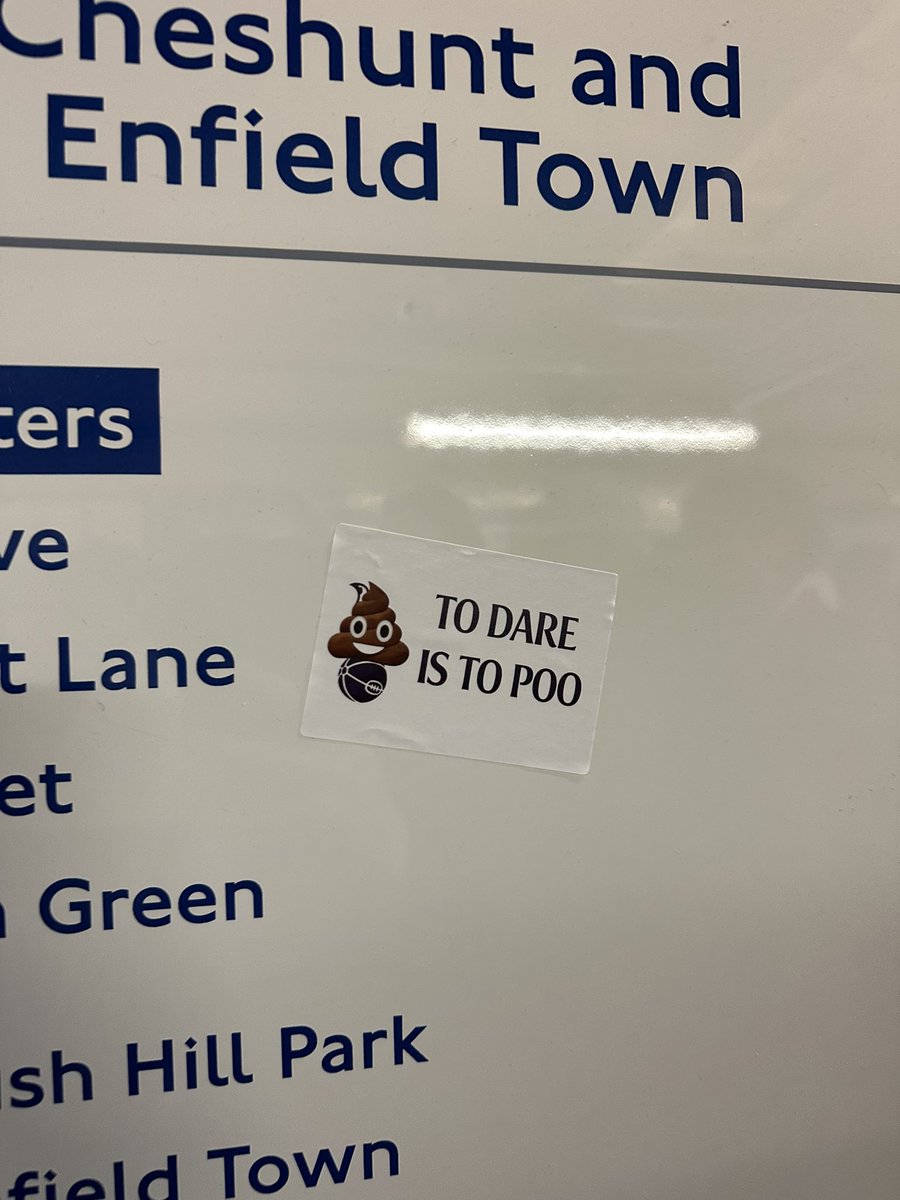 Cheshunt and
Enfield Town
ters
ve
t Lane
TO DARE
IS TO POO
et
Green
sh Hill Park
field Town